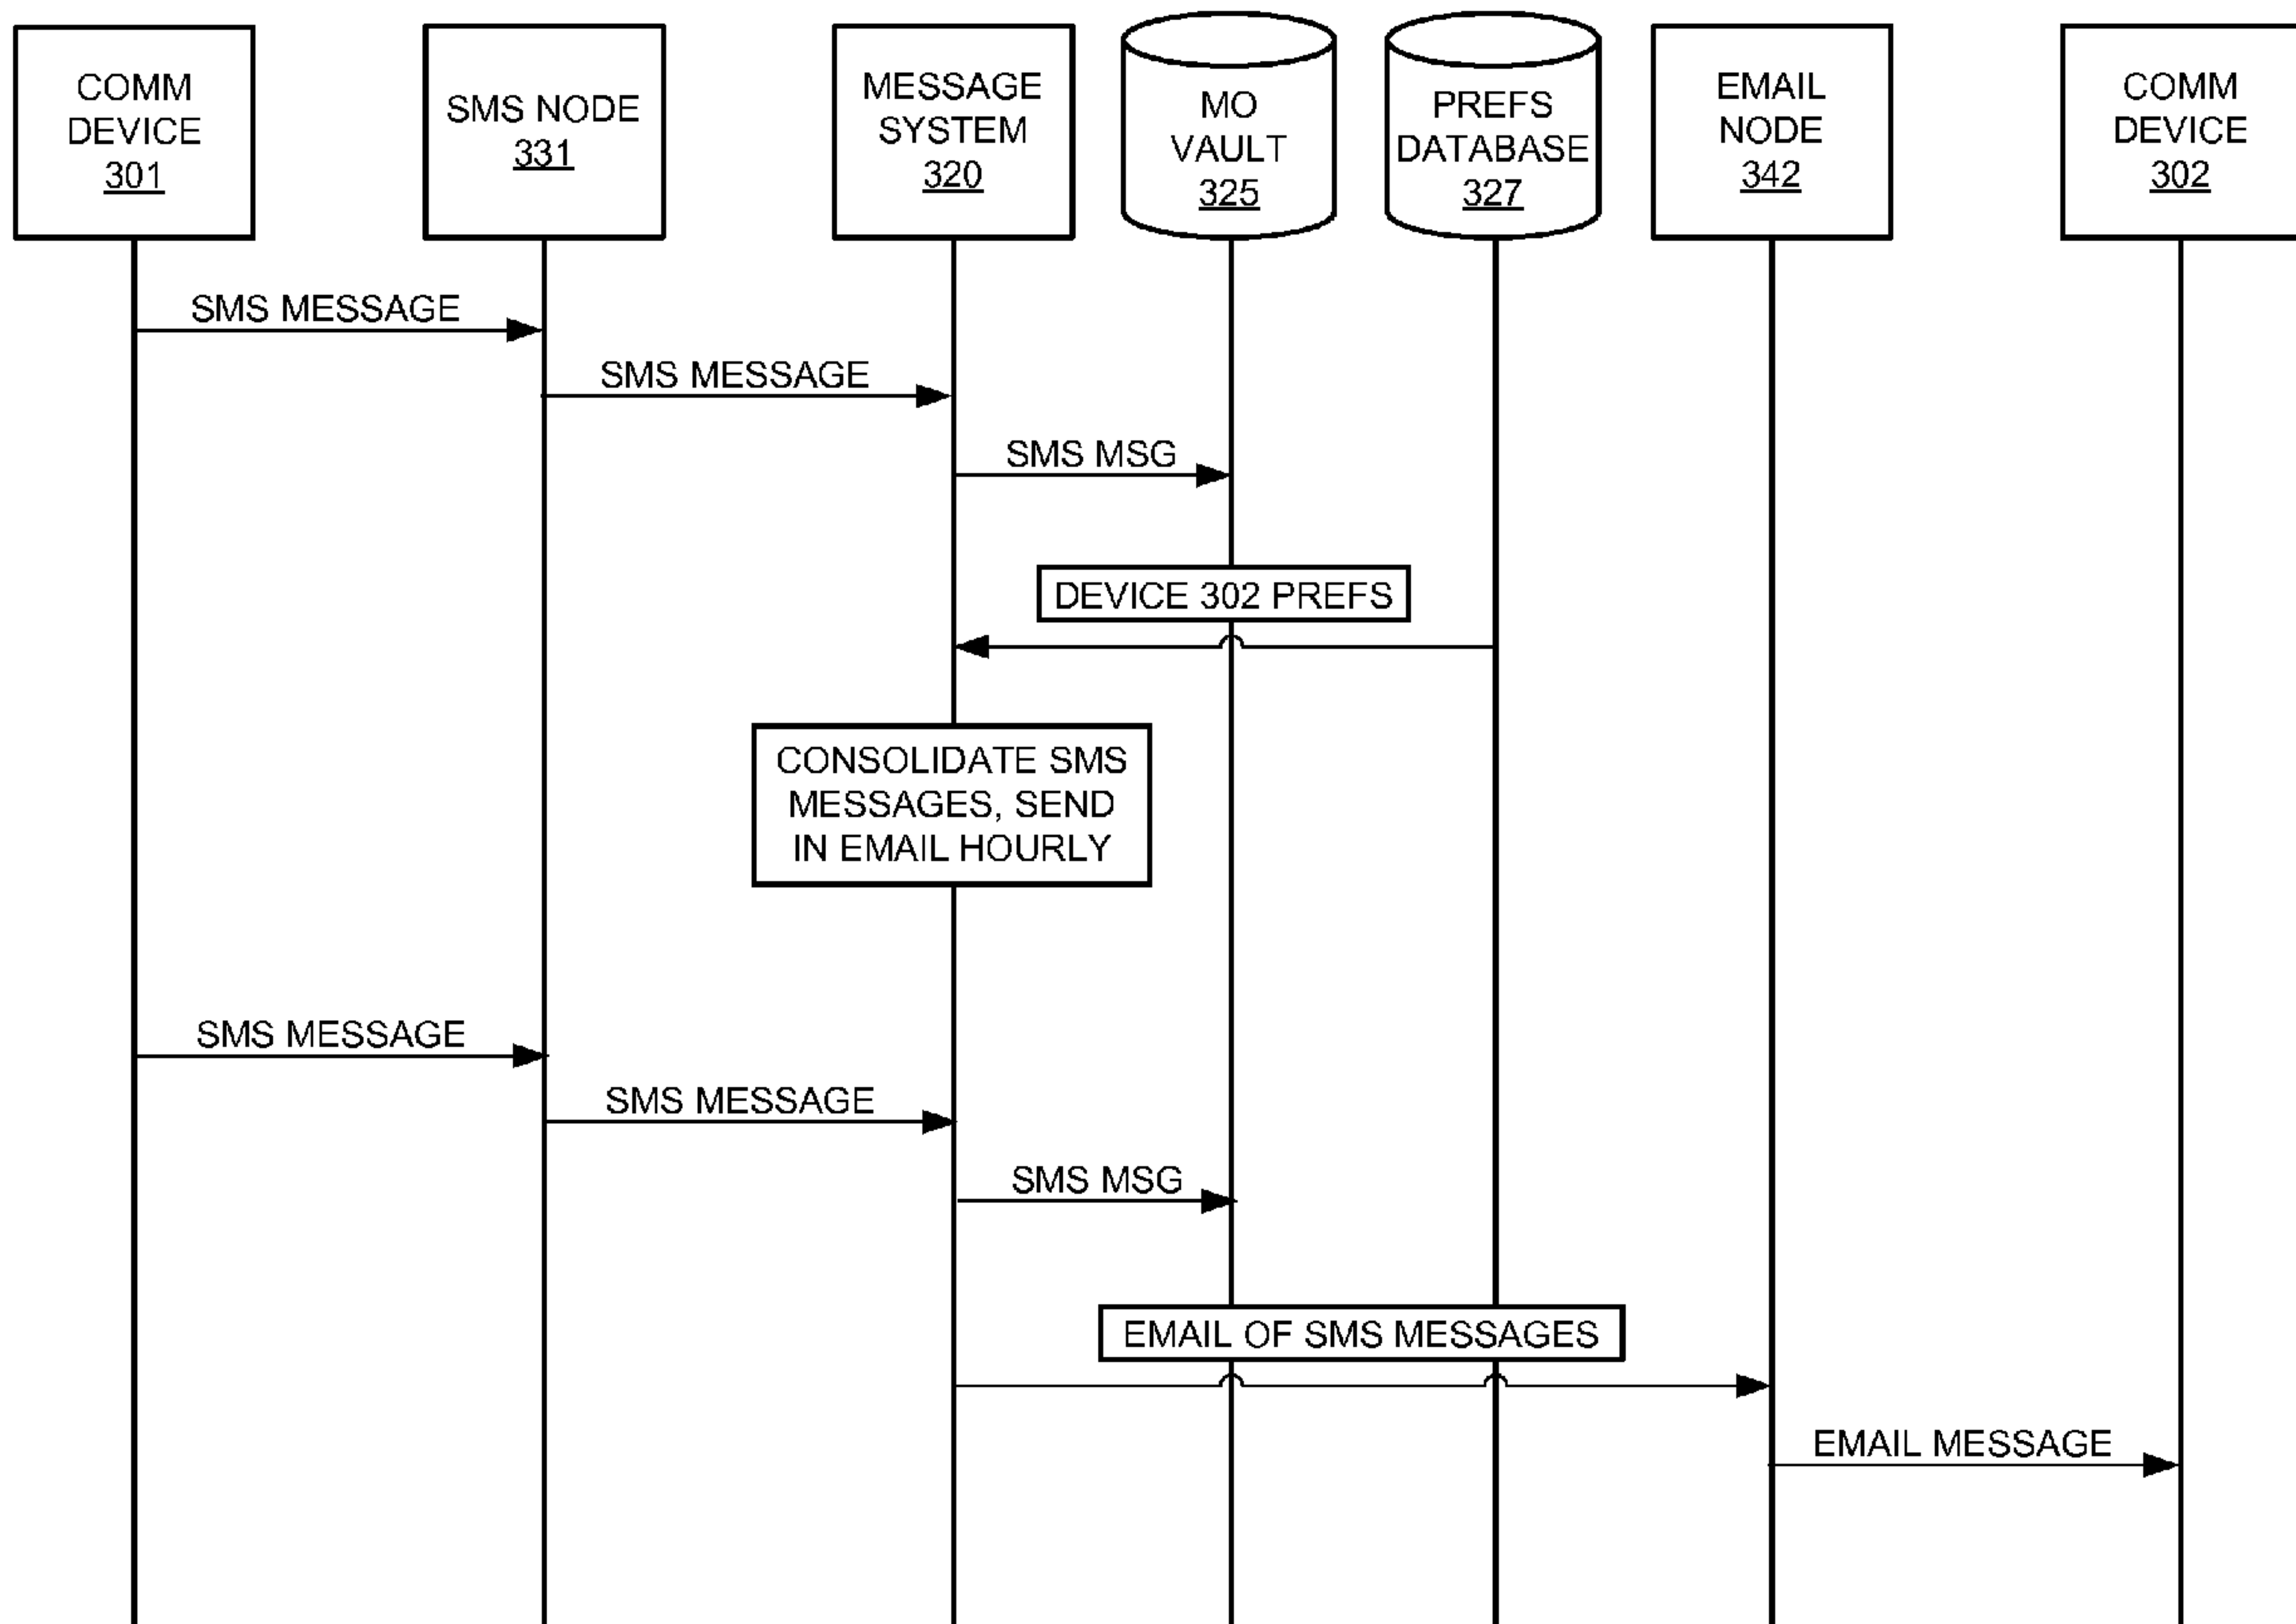 COMM
DEVICE
301
SMS NODE
331
MESSAGE
SYSTEM
320
MO
VAULT
325
PREFS
DATABASE
327
EMAIL
NODE
342
COMM
DEVICE
302
SMS MESSAGE
SMS MESSAGE
SMS MSG
DEVICE 302 PREFS
CONSOLIDATE SMS
MESSAGES, SEND
IN EMAIL HOURLY
SMS MESSAGE
SMS MESSAGE
SMS MSG
EMAIL OF SMS MESSAGES
EMAIL MESSAGE